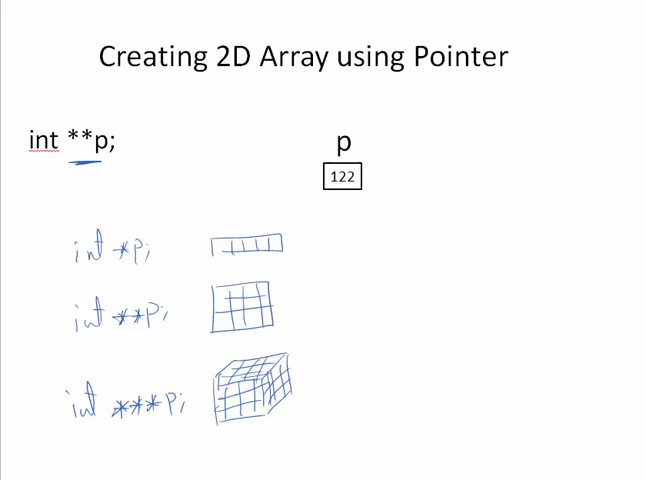 Creating 2D Array using Pointer
int **p;
p
122
int *p;
int **p;
int ***p;